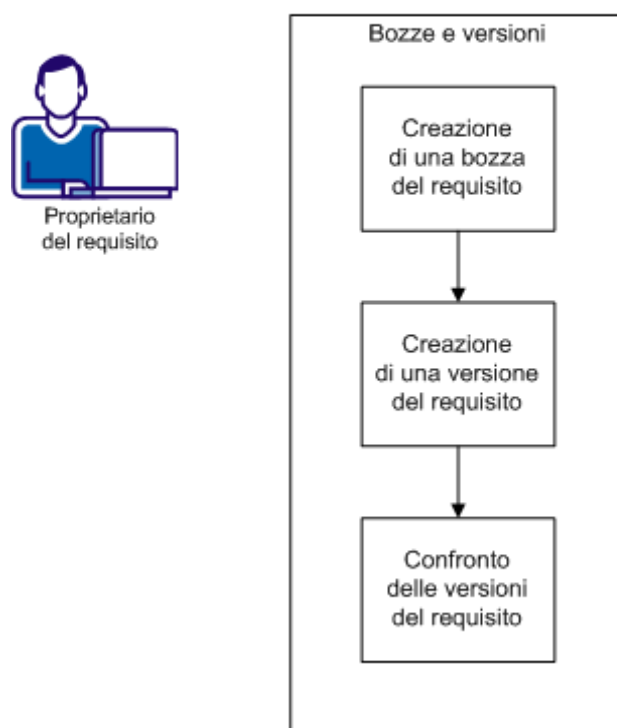 Bozze e versioni
Proprietario
del requisito
Creazione
di una bozza
del requisito
Creazione
di una versione
del requisito
Confronto
delle versioni
del requisito